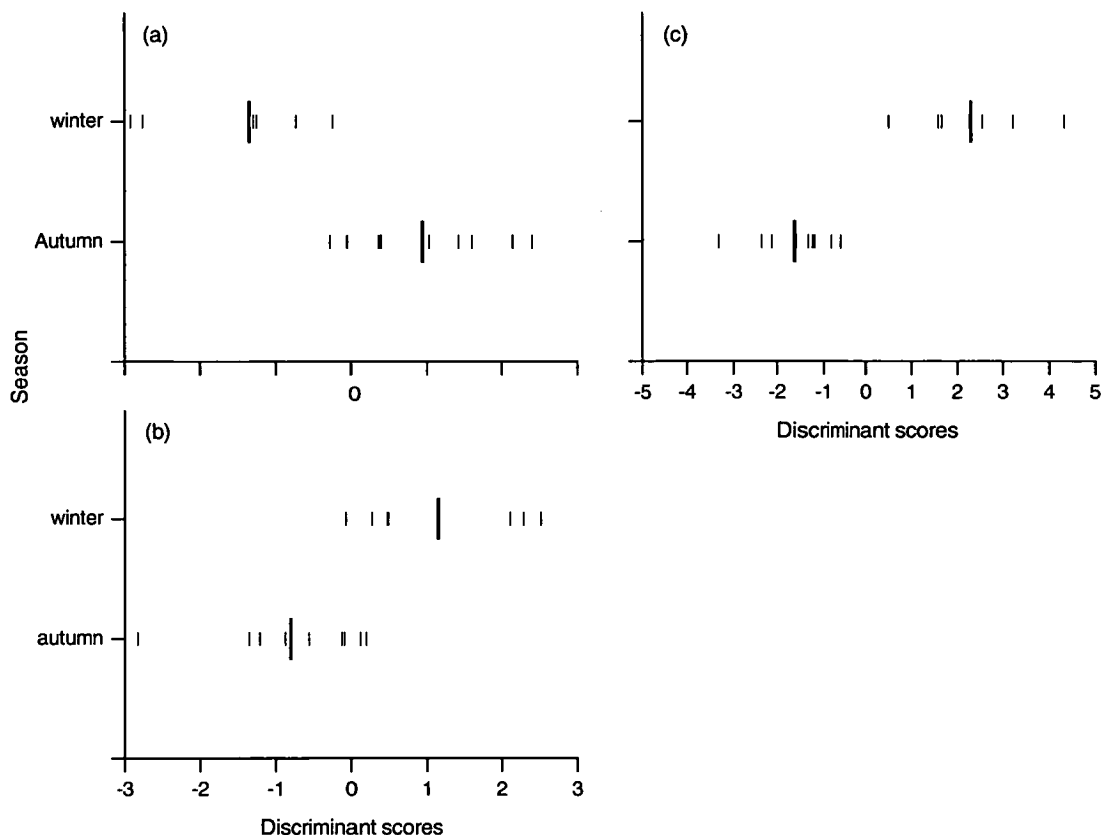 (a)
winter
Autumn
0
Season
(c)
-5 -4 -3 -2 -1 0 1 2 3 4 5
Discriminant scores
(b)
winter
autumn
-3 -2 -1 0 1 2 3
Discriminant scores